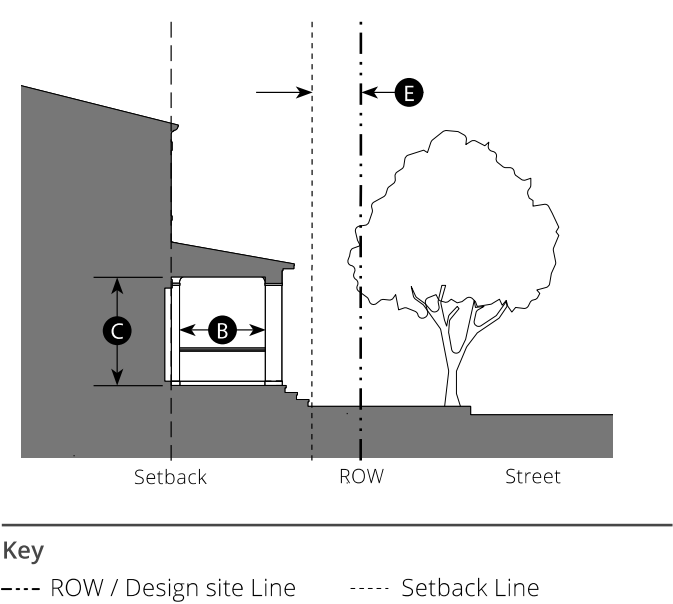 E
C
B
Setback ROW Street
Key
ROW / Design site Line Setback Line